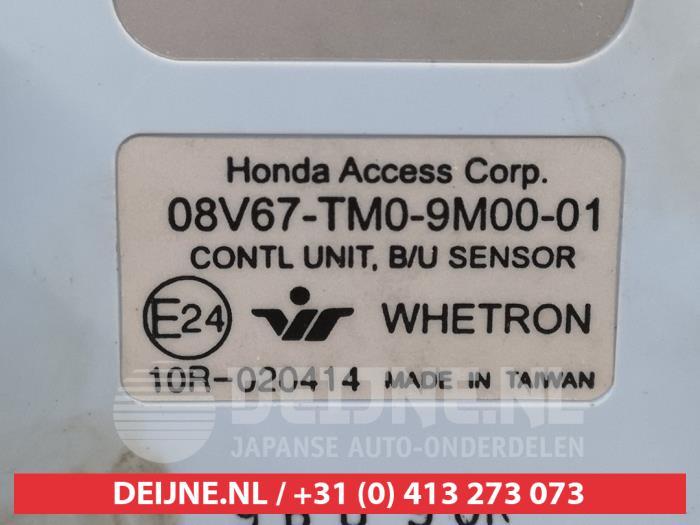 Honda Access Corp.
08V67-TM0-9M00-01
CONTL UNIT, B/U SENSOR
E24 WHETRON
10R-020414 MADE IN TAIWAN
DEIJNE.NL
JAPANSE AUTO-ONDERDELEN
DEIJNE.NL / +31 (0) 413 273 073